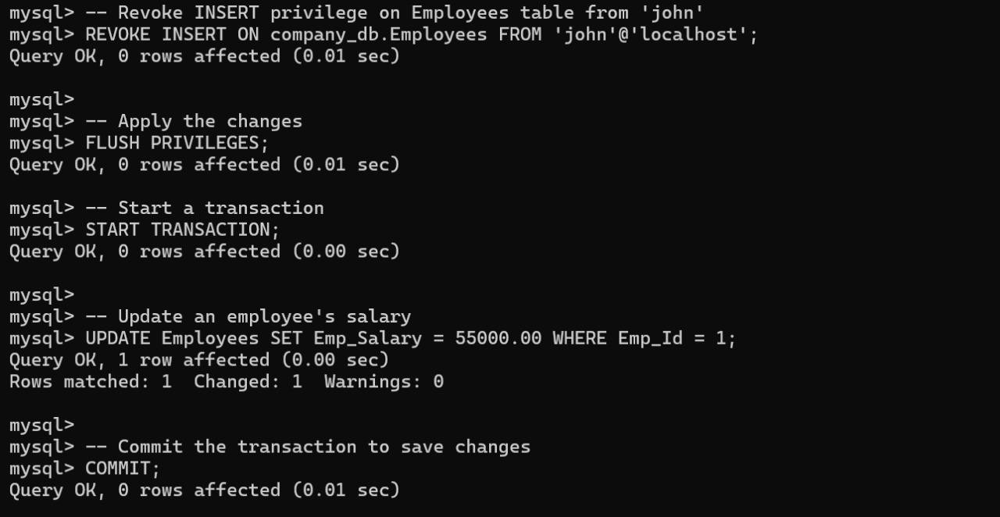 mysql> -- Revoke INSERT privilege on Employees table from 'john'
mysql> REVOKE INSERT ON company_db.Employees FROM 'john'@'localhost';
Query OK, 0 rows affected (0.01 sec)
mysql>
mysql> -- Apply the changes
mysql> FLUSH PRIVILEGES;
Query OK, 0 rows affected (0.01 sec)
mysql> -- Start a transaction
mysql> START TRANSACTION;
Query OK, 0 rows affected (0.00 sec)
mysql>
mysql> -- Update an employee's salary
mysql> UPDATE Employees SET Emp_Salary = 55000.00 WHERE Emp_Id = 1;
Query OK, 1 row affected (0.00 sec)
Rows matched: 1  Changed: 1  Warnings: 0
mysql>
mysql> -- Commit the transaction to save changes
mysql> COMMIT;
Query OK, 0 rows affected (0.01 sec)